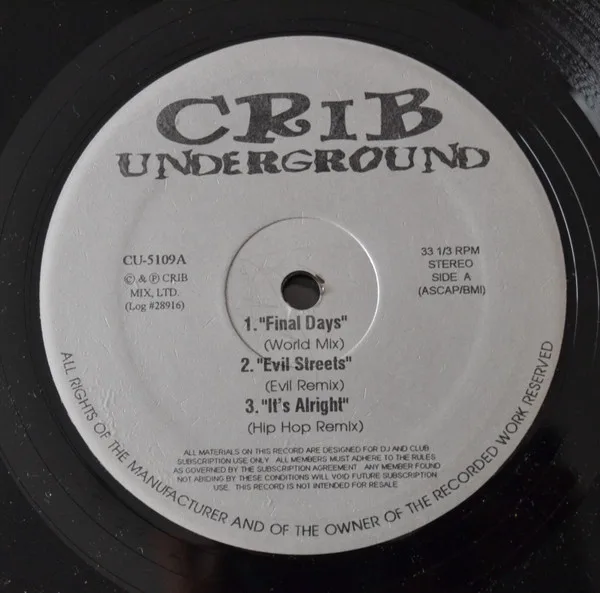 CRIB
UNDERGROUND
CU-5109A
© & ℗ CRIB
MIX, LTD.
(Log #28916)
33 1/3 RPM
STEREO
SIDE A
(ASCAP/BMI)
1. "Final Days"
(World Mix)
2. "Evil Streets"
(Evil Remix)
3. "It's Alright"
(Hip Hop Remix)
ALL MATERIALS ON THIS RECORD ARE DESIGNED FOR DJ AND CLUB
SUBSCRIPTION USE ONLY. ALL MEMBERS MUST ADHERE TO THE RULES
AS GOVERNED BY THE SUBSCRIPTION AGREEMENT ANY MEMBER FOUND
NOT ABIDING BY THESE CONDITIONS WILL VOID FUTURE SUBSCRIPTION
USE. THIS RECORD IS NOT INTENDED FOR RESALE
ALL RIGHTS OF THE MANUFACTURER AND OF THE OWNER OF THE RECORDED WORK RESERVED